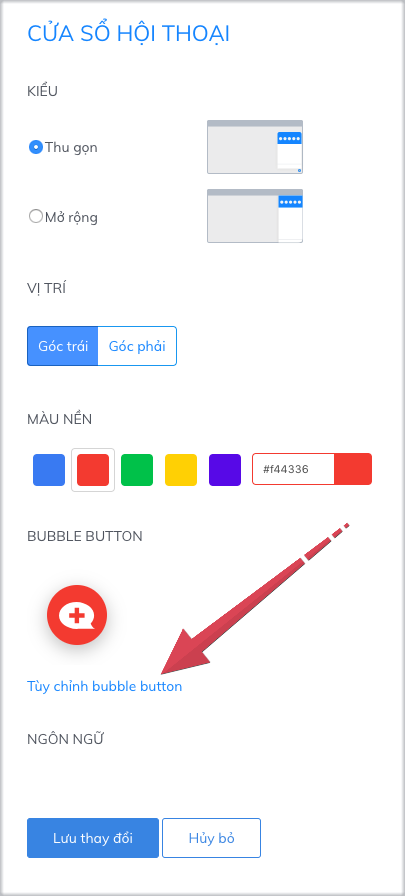 CỬA SỔ HỘI THOẠI
KIỂU
Thu gọn
Mở rộng
VỊ TRÍ
Góc trái Góc phải
MÀU NỀN
#f44336
BUBBLE BUTTON
Tùy chỉnh bubble button
NGÔN NGỮ
Lưu thay đổi Hủy bỏ